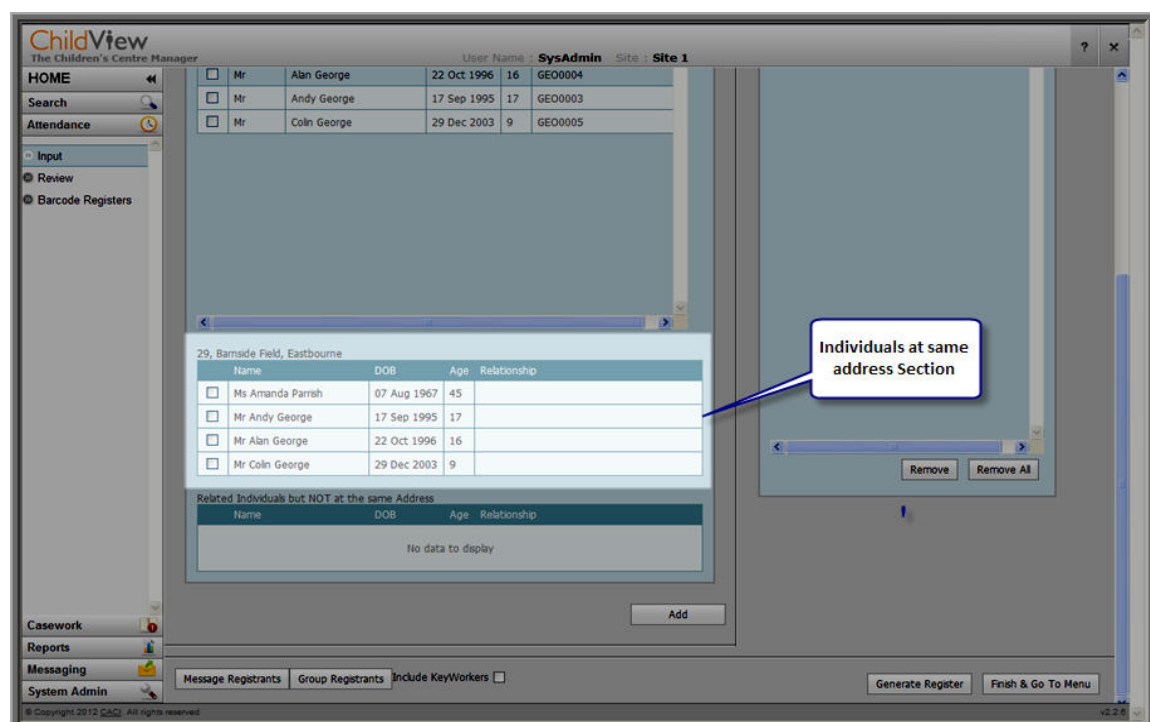 ChildView
The Children's Centre Manager
User Name : SysAdmin Site : Site 1
? ×
HOME
Search
Attendance
Input
Review
Barcode Registers
Mr Alan George 22 Oct 1996 16 GEO0004
Mr Andy George 17 Sep 1995 17 GEO0003
Mr Colin George 29 Dec 2003 9 GEO0005
29, Barnside Field, Eastbourne
Name DOB Age Relationship
Ms Amanda Parrish 07 Aug 1967 45
Mr Andy George 17 Sep 1995 17
Mr Alan George 22 Oct 1996 16
Mr Colin George 29 Dec 2003 9
Related Individuals but NOT at the same Address
Name DOB Age Relationship
No data to display
Add
Individuals at same
address Section
Remove Remove All
Casework
Reports
Messaging
System Admin
Message Registrants Group Registrants Include KeyWorkers
Generate Register Finish & Go To Menu
© Copyright 2012 CACI. All rights reserved
v2.2.6